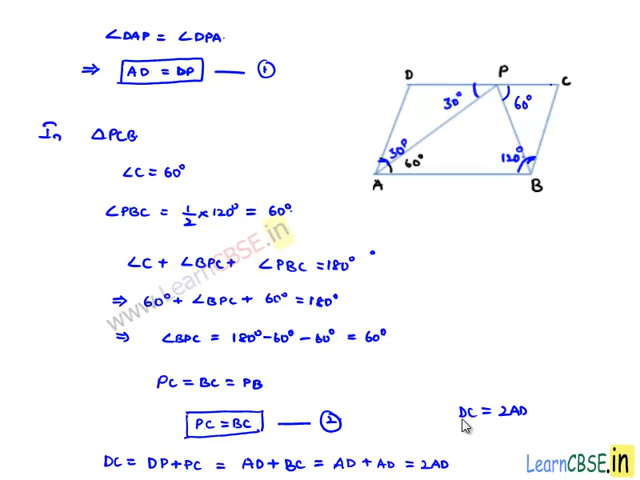 ∠DAP = ∠DPA
⇒ AD = DP —— ①
In △PCB
∠C = 60°
∠PBC = 1/2 × 120° = 60°
∠C + ∠BPC + ∠PBC = 180°
⇒ 60° + ∠BPC + 60° = 180°
⇒ ∠BPC = 180° - 60° - 60° = 60°
PC = BC = PB
PC = BC —— ②
DC = DP + PC = AD + BC = AD + AD = 2AD
D P C
30° 60°
30° 60° 120°
A B
DC = 2AD
www.LearnCBSE.in
LearnCBSE.in